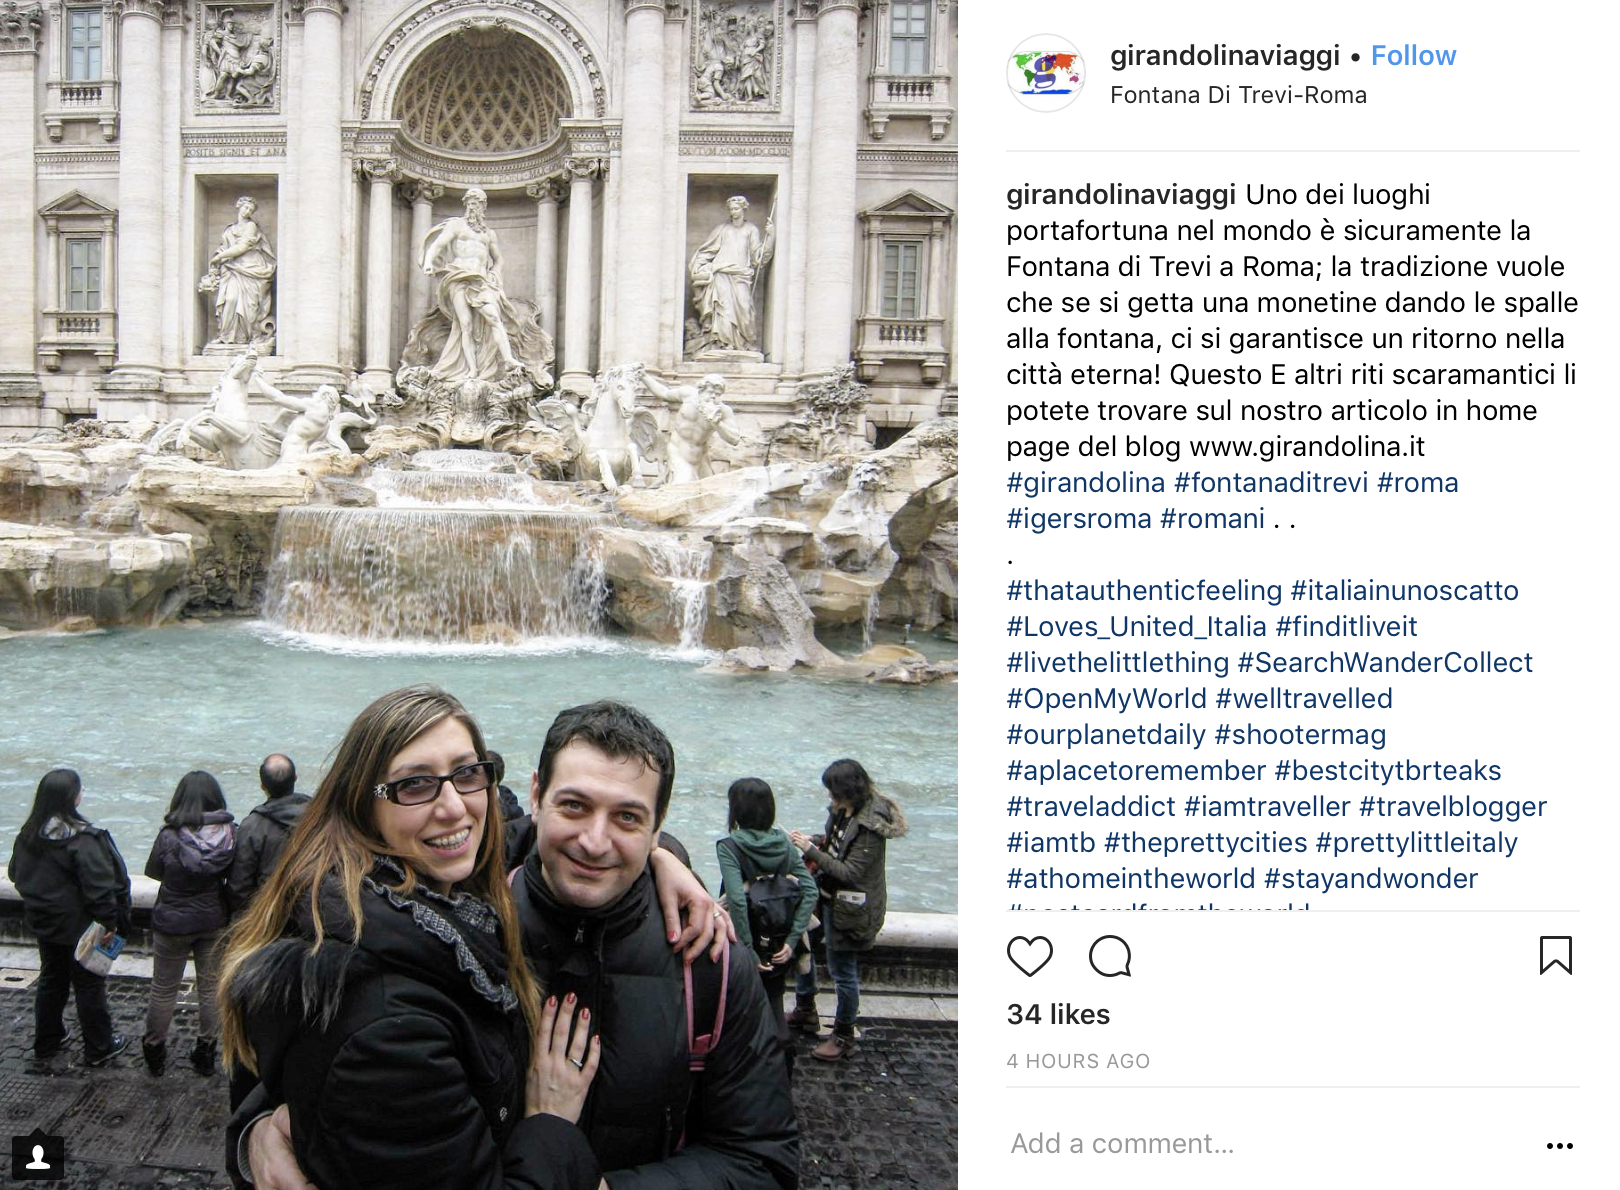 girandolinaviaggi • Follow
Fontana Di Trevi-Roma
girandolinaviaggi Uno dei luoghi
portafortuna nel mondo è sicuramente la
Fontana di Trevi a Roma; la tradizione vuole
che se si getta una monetine dando le spalle
alla fontana, ci si garantisce un ritorno nella
città eterna! Questo E altri riti scaramantici li
potete trovare sul nostro articolo in home
page del blog www.girandolina.it
#girandolina #fontanaditrevi #roma
#igersroma #romani . .
.
#thatauthenticfeeling #italiainunoscatto
#Loves_United_Italia #finditliveit
#livethelittlething #SearchWanderCollect
#OpenMyWorld #welltravelled
#ourplanetdaily #shootermag
#aplacetoremember #bestcitytbrteaks
#traveladdict #iamtraveller #travelblogger
#iamtb #theprettycities #prettylittleitaly
#athomeintheworld #stayandwonder
34 likes
4 HOURS AGO
Add a comment...